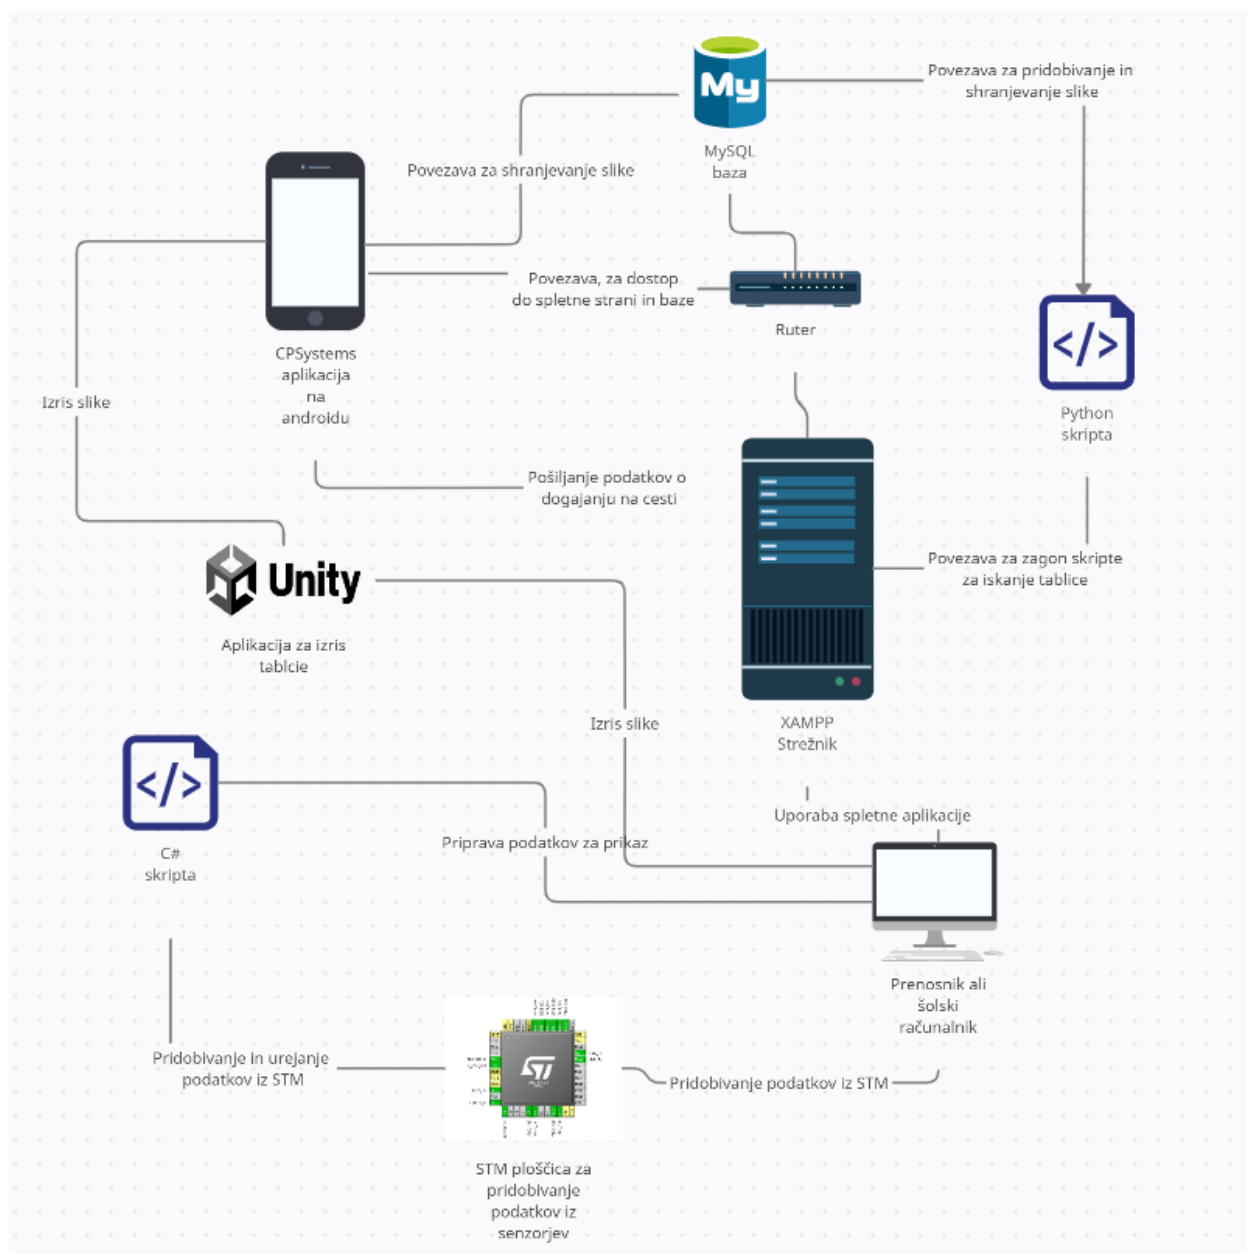 My
Povezava za pridobivanje in
shranjevanje slike
MySQL
baza
Povezava za shranjevanje slike
Povezava, za dostop
do spletne strani in baze
Ruter
CPSystems
aplikacija
na
androidu
Izris slike
Python
skripta
Pošiljanje podatkov o
dogajanju na cesti
Povezava za zagon skripte
za iskanje tablice
Unity
Aplikacija za izris
tablcie
Izris slike
XAMPP
Strežnik
Uporaba spletne aplikacije
Priprava podatkov za prikaz
C#
skripta
Prenosnik ali
šolski
računalnik
Pridobivanje in urejanje
podatkov iz STM
Pridobivanje podatkov iz STM
STM ploščica za
pridobivanje
podatkov iz
senzorjev